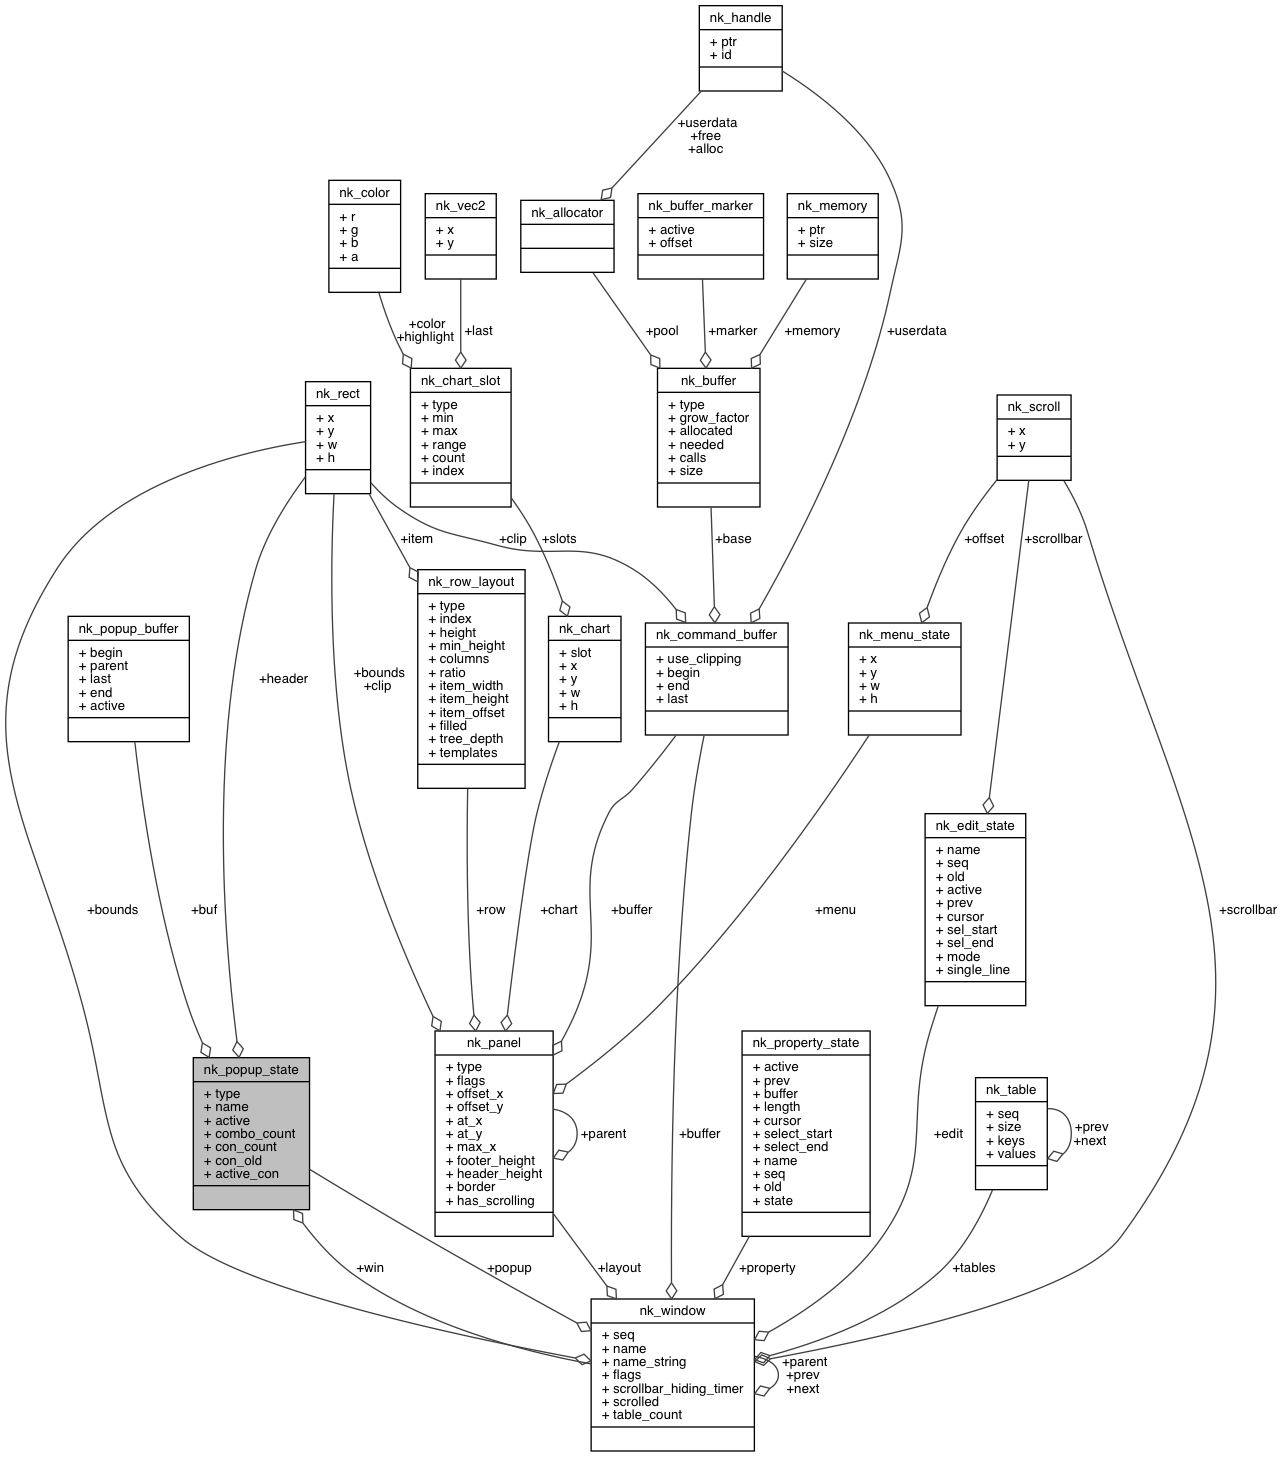 nk_handle
+ ptr
+ id
+userdata
+free
+alloc
nk_color
+ r
+ g
+ b
+ a
nk_vec2
+ x
+ y
nk_allocator
nk_buffer_marker
+ active
+ offset
nk_memory
+ ptr
+ size
+color
+highlight
+last
+pool
+marker
+memory
+userdata
nk_rect
+ x
+ y
+ w
+ h
nk_chart_slot
+ type
+ min
+ max
+ range
+ count
+ index
nk_buffer
+ type
+ grow_factor
+ allocated
+ needed
+ calls
+ size
nk_scroll
+ x
+ y
+item
+clip
+slots
+base
+offset
+scrollbar
nk_popup_buffer
+ begin
+ parent
+ last
+ end
+ active
+header
+bounds
+clip
nk_row_layout
+ type
+ index
+ height
+ min_height
+ columns
+ ratio
+ item_width
+ item_height
+ item_offset
+ filled
+ tree_depth
+ templates
nk_chart
+ slot
+ x
+ y
+ w
+ h
nk_command_buffer
+ use_clipping
+ begin
+ end
+ last
nk_menu_state
+ x
+ y
+ w
+ h
nk_edit_state
+ name
+ seq
+ old
+ active
+ prev
+ cursor
+ sel_start
+ sel_end
+ mode
+ single_line
+bounds
+buf
+row
+chart
+buffer
+menu
+scrollbar
nk_popup_state
+ type
+ name
+ active
+ combo_count
+ con_count
+ con_old
+ active_con
nk_panel
+ type
+ flags
+ offset_x
+ offset_y
+ at_x
+ at_y
+ max_x
+ footer_height
+ header_height
+ border
+ has_scrolling
+parent
+buffer
nk_property_state
+ active
+ prev
+ buffer
+ length
+ cursor
+ select_start
+ select_end
+ name
+ seq
+ old
+ state
+edit
nk_table
+ seq
+ size
+ keys
+ values
+prev
+next
+win
+popup
+layout
+property
+tables
nk_window
+ seq
+ name
+ name_string
+ flags
+ scrollbar_hiding_timer
+ scrolled
+ table_count
+parent
+prev
+next